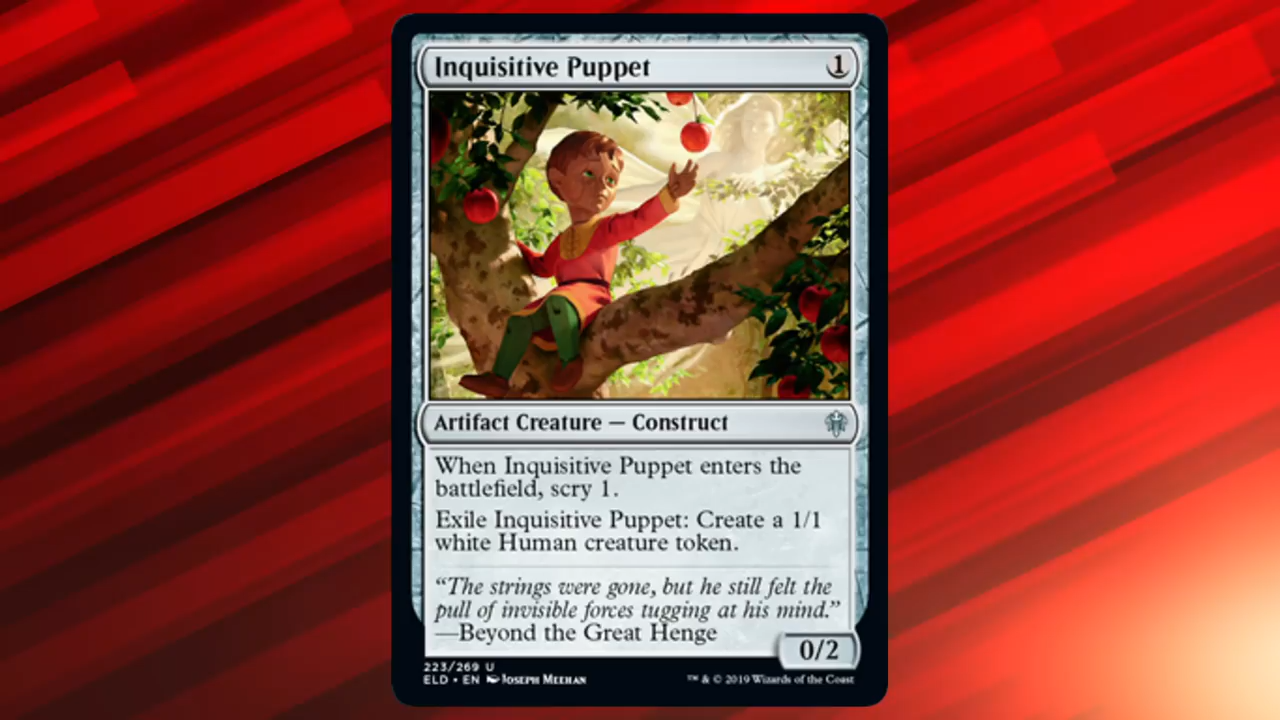 Inquisitive Puppet 1
Artifact Creature — Construct
When Inquisitive Puppet enters the
battlefield, scry 1.
Exile Inquisitive Puppet: Create a 1/1
white Human creature token.
“The strings were gone, but he still felt the
pull of invisible forces tugging at his mind.”
—Beyond the Great Henge
0/2
223/269 U
ELD • EN Joseph Meehan
™ & © 2019 Wizards of the Coast